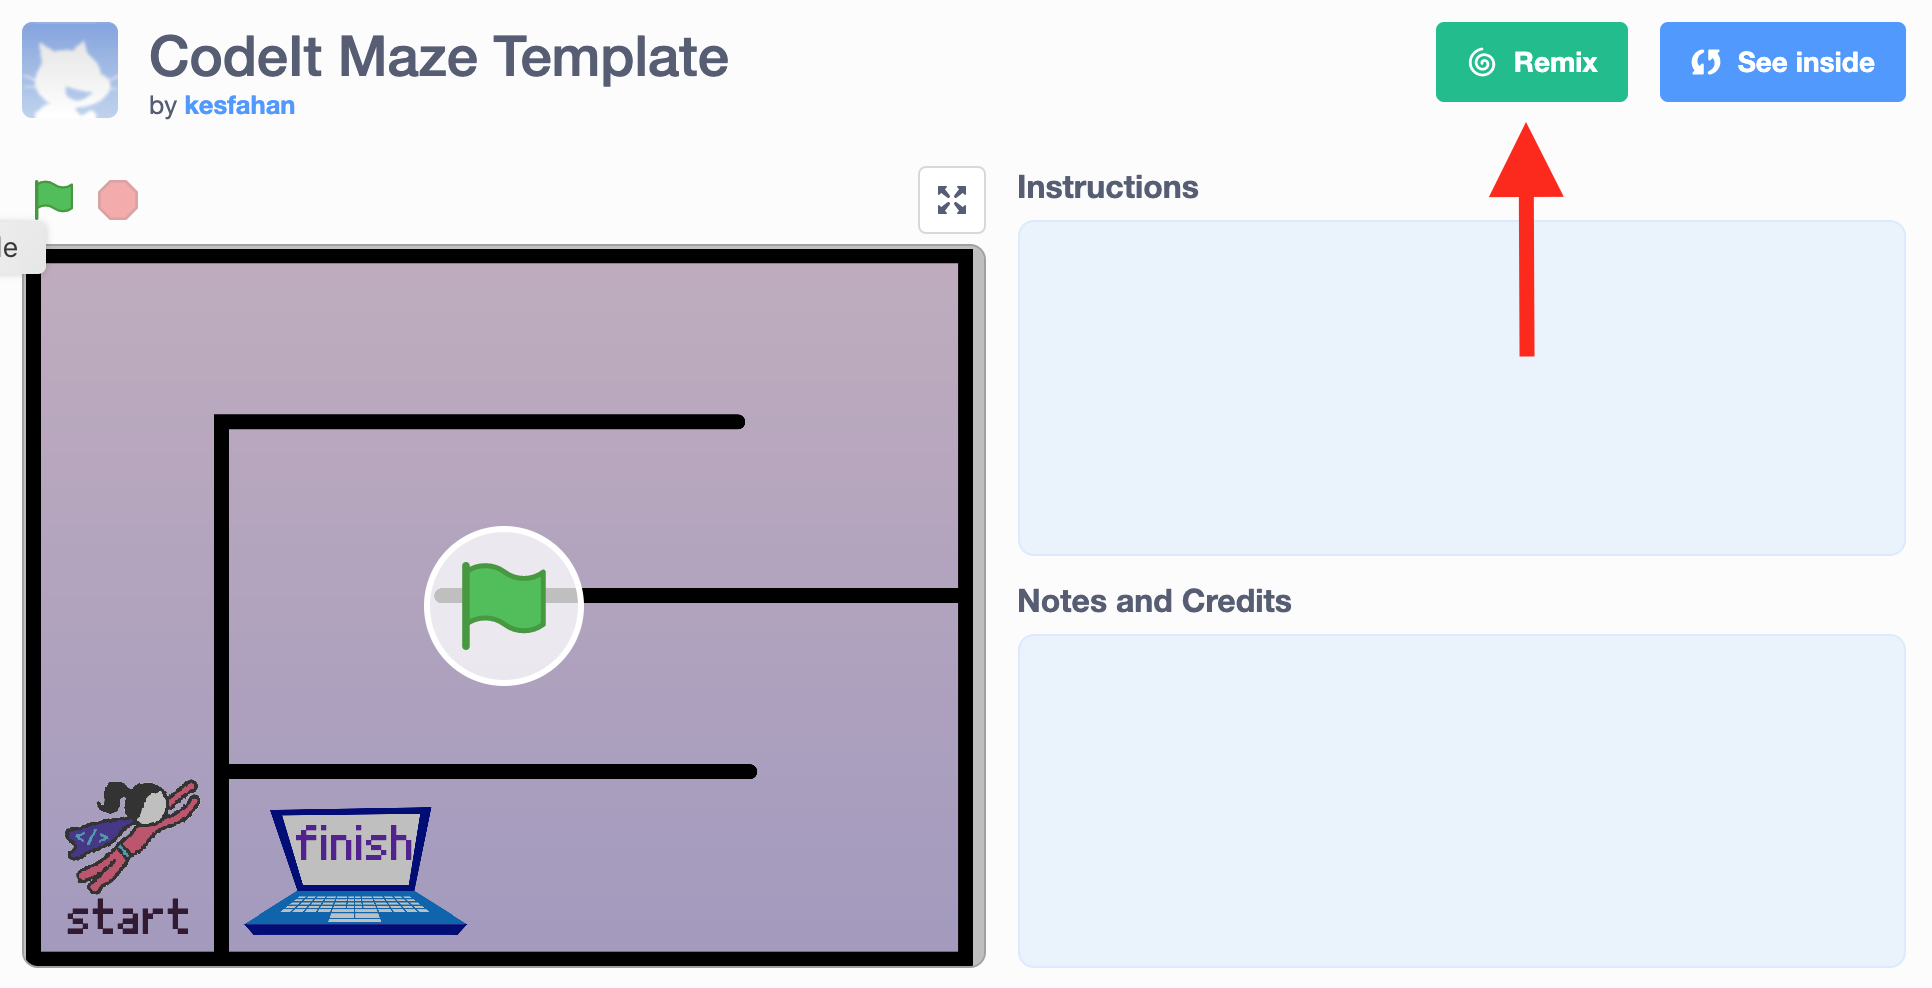 CodeIt Maze Template
by kesfahan
Remix
See inside
le
Instructions
Notes and Credits
</>
finish
start